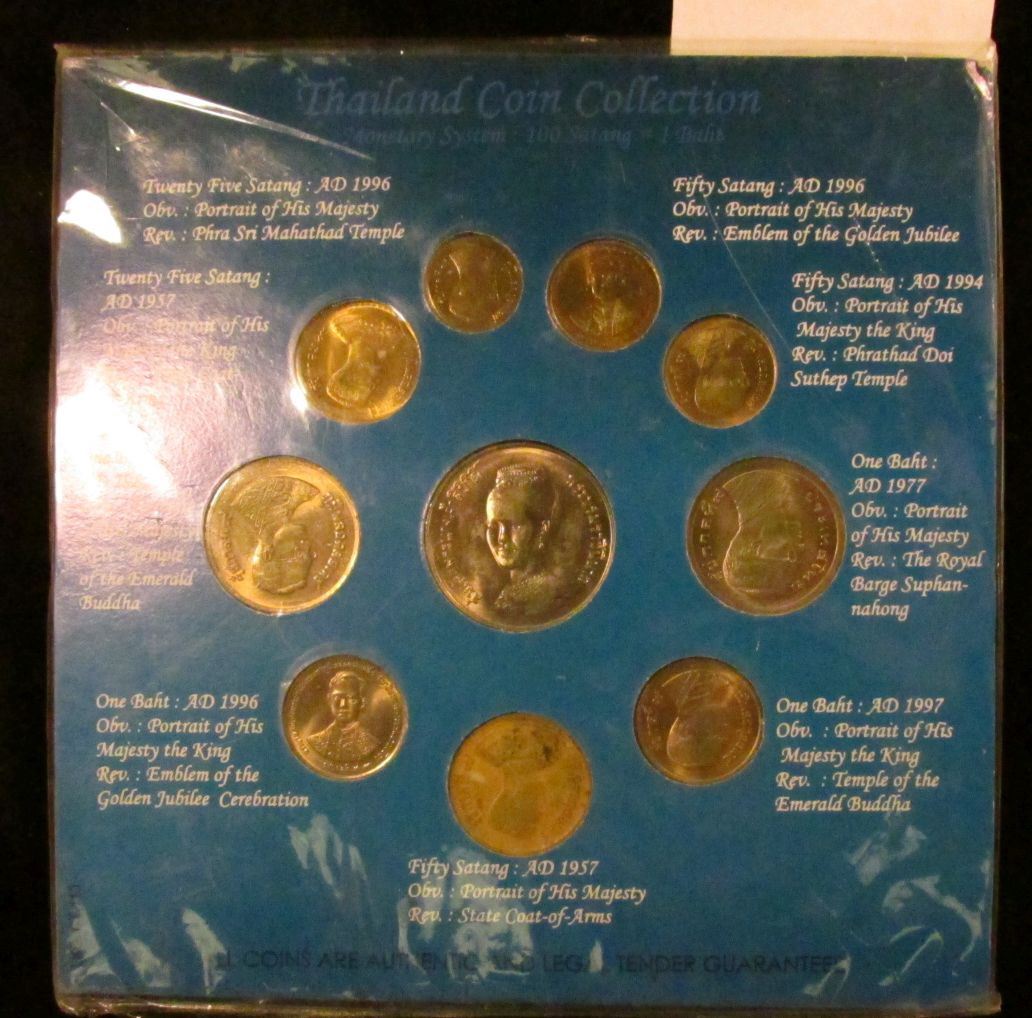 Thailand Coin Collection
Monetary System : 100 Satang = 1 Baht
Twenty Five Satang : AD 1996
Obv. : Portrait of His Majesty
Rev. : Phra Sri Mahathad Temple
Fifty Satang : AD 1996
Obv. : Portrait of His Majesty
Rev. : Emblem of the Golden Jubilee
Twenty Five Satang :
AD 1957
Obv. : Portrait of His
the King
Fifty Satang : AD 1994
Obv. : Portrait of His
Majesty the King
Rev. : Phrathad Doi
Suthep Temple
Rev. : Temple
of the Emerald
Buddha
One Baht :
AD 1977
Obv. : Portrait
of His Majesty
Rev. : The Royal
Barge Suphan-
nahong
One Baht : AD 1996
Obv. : Portrait of His
Majesty the King
Rev. : Emblem of the
Golden Jubilee Cerebration
One Baht : AD 1997
Obv. : Portrait of His
Majesty the King
Rev. : Temple of the
Emerald Buddha
Fifty Satang : AD 1957
Obv. : Portrait of His Majesty
Rev. : State Coat-of-Arms
COINS ARE AUTHENTIC AND LEGAL TENDER GUARANTEE